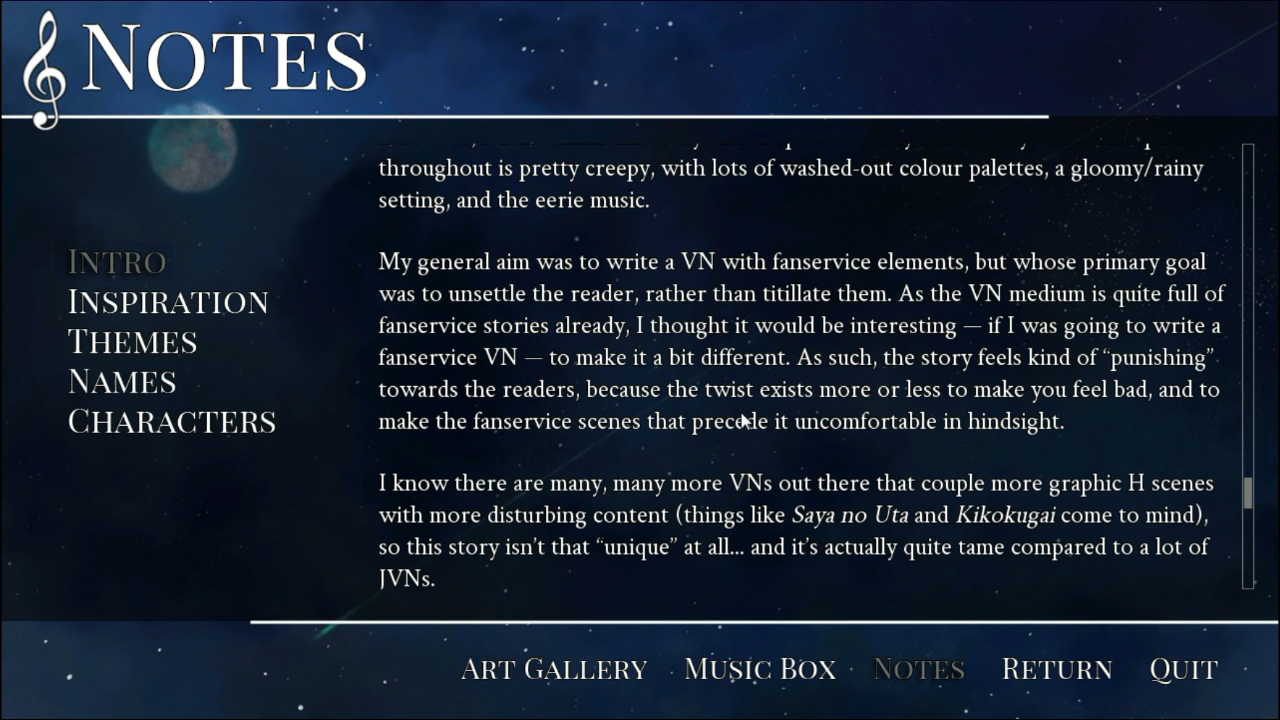 NOTES
throughout is pretty creepy, with lots of washed-out colour palettes, a gloomy/rainy
setting, and the eerie music.
My general aim was to write a VN with fanservice elements, but whose primary goal
was to unsettle the reader, rather than titillate them. As the VN medium is quite full of
fanservice stories already, I thought it would be interesting — if I was going to write a
fanservice VN — to make it a bit different. As such, the story feels kind of “punishing”
towards the readers, because the twist exists more or less to make you feel bad, and to
make the fanservice scenes that precede it uncomfortable in hindsight.
I know there are many, many more VNs out there that couple more graphic H scenes
with more disturbing content (things like Saya no Uta and Kikokugai come to mind),
so this story isn’t that “unique” at all... and it’s actually quite tame compared to a lot of
JVNs.
INTRO
INSPIRATION
THEMES
NAMES
CHARACTERS
ART GALLERY MUSIC BOX NOTES RETURN QUIT